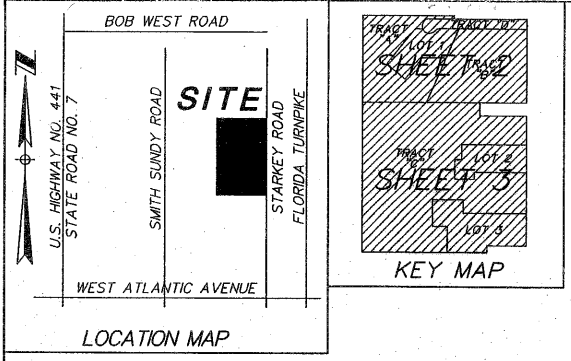 BOB WEST ROAD
U.S. HIGHWAY NO. 441
STATE ROAD NO. 7
SMITH SUNDY ROAD
SITE
STARKEY ROAD
FLORIDA TURNPIKE
WEST ATLANTIC AVENUE
LOCATION MAP
TRACT "A"
TRACT "D"
LOT 1
SHEET 2
TRACT "B"
TRACT "C"
LOT 2
SHEET 3
LOT 3
KEY MAP